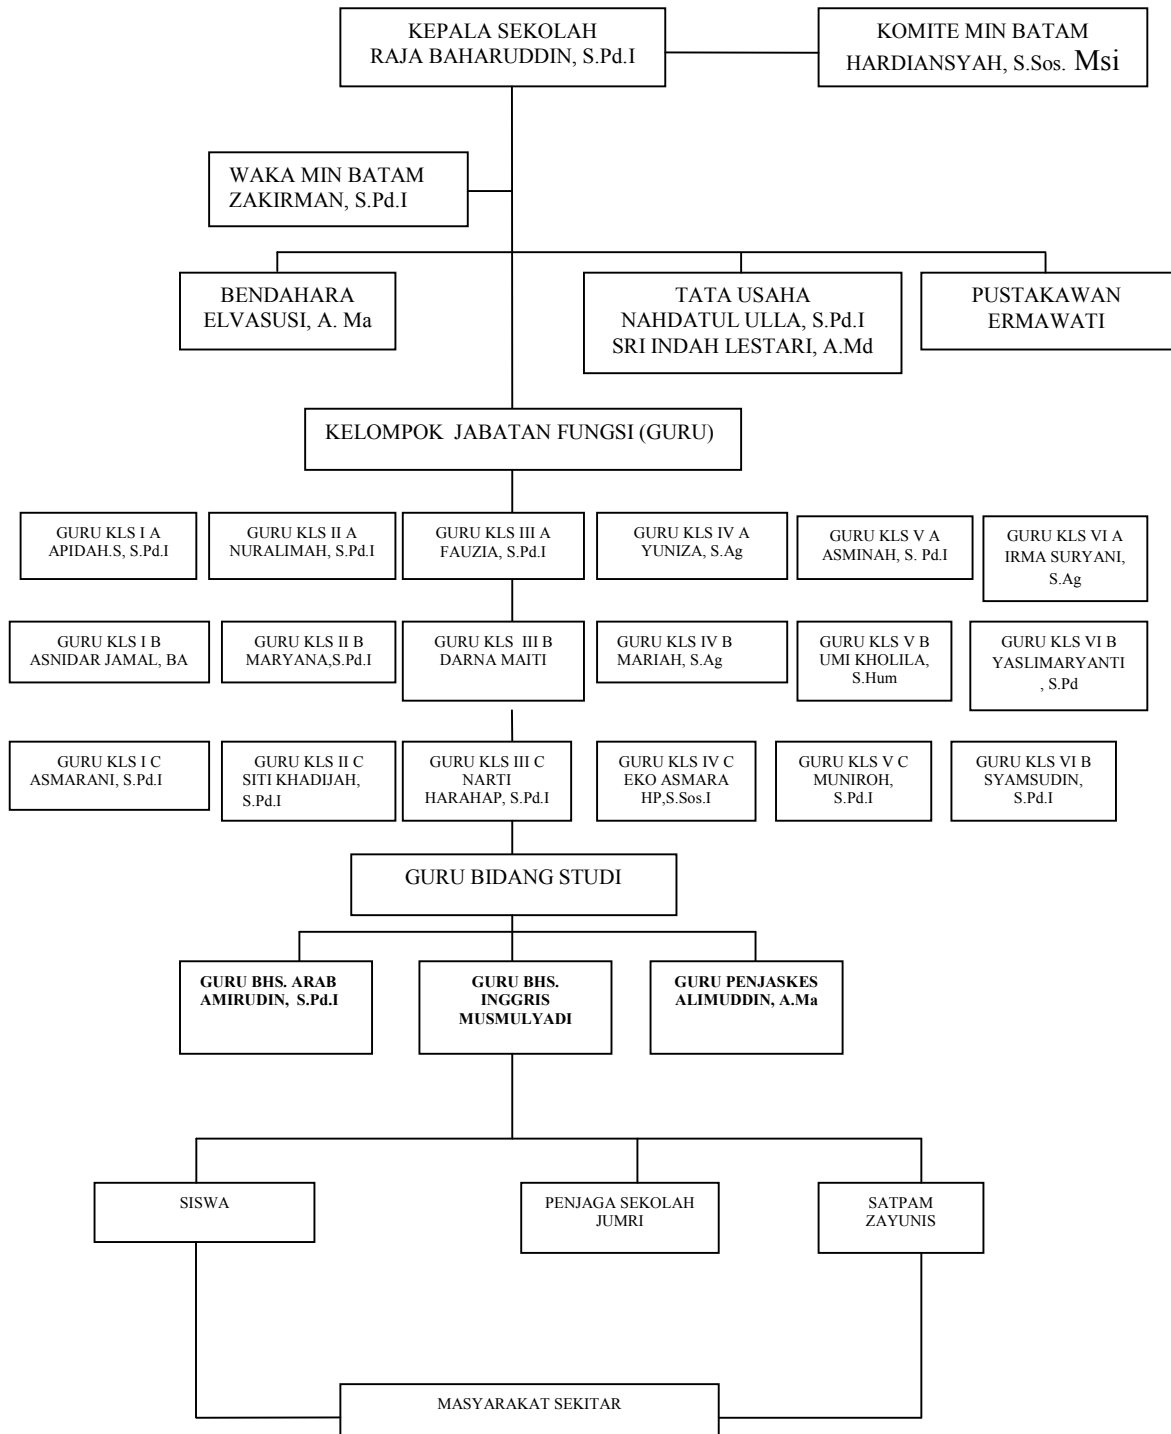 KEPALA SEKOLAH
RAJA BAHARUDDIN, S.Pd.I
KOMITE MIN BATAM
HARDIANSYAH, S.Sos. Msi
WAKA MIN BATAM
ZAKIRMAN, S.Pd.I
BENDAHARA
ELVASUSI, A. Ma
TATA USAHA
NAHDATUL ULLA, S.Pd.I
SRI INDAH LESTARI, A.Md
PUSTAKAWAN
ERMAWATI
KELOMPOK  JABATAN FUNGSI (GURU)
GURU KLS I A
APIDAH.S, S.Pd.I
GURU KLS II A
NURALIMAH, S.Pd.I
GURU KLS III A
FAUZIA, S.Pd.I
GURU KLS IV A
YUNIZA, S.Ag
GURU KLS V A
ASMINAH, S. Pd.I
GURU KLS VI A
IRMA SURYANI,
S.Ag
GURU KLS I B
ASNIDAR JAMAL, BA
GURU KLS II B
MARYANA,S.Pd.I
GURU KLS  III B
DARNA MAITI
GURU KLS IV B
MARIAH, S.Ag
GURU KLS V B
UMI KHOLILA,
S.Hum
GURU KLS VI B
YASLIMARYANTI
, S.Pd
GURU KLS I C
ASMARANI, S.Pd.I
GURU KLS II C
SITI KHADIJAH,
S.Pd.I
GURU KLS III C
NARTI
HARAHAP, S.Pd.I
GURU KLS IV C
EKO ASMARA
HP,S.Sos.I
GURU KLS V C
MUNIROH,
S.Pd.I
GURU KLS VI B
SYAMSUDIN,
S.Pd.I
GURU BIDANG STUDI
GURU BHS. ARAB
AMIRUDIN,  S.Pd.I
GURU BHS.
INGGRIS
MUSMULYADI
GURU PENJASKES
ALIMUDDIN, A.Ma
SISWA
PENJAGA SEKOLAH
JUMRI
SATPAM
ZAYUNIS
MASYARAKAT SEKITAR